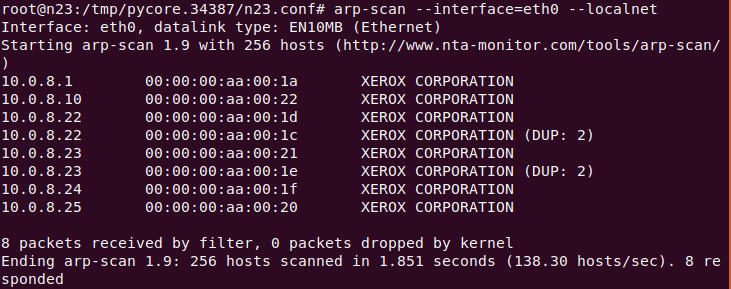 root@n23:/tmp/pycore.34387/n23.conf# arp-scan --interface=eth0 --localnet
Interface: eth0, datalink type: EN10MB (Ethernet)
Starting arp-scan 1.9 with 256 hosts (http://www.nta-monitor.com/tools/arp-scan/
)
10.0.8.1        00:00:00:aa:00:1a       XEROX CORPORATION
10.0.8.10       00:00:00:aa:00:22       XEROX CORPORATION
10.0.8.22       00:00:00:aa:00:1d       XEROX CORPORATION
10.0.8.22       00:00:00:aa:00:1c       XEROX CORPORATION (DUP: 2)
10.0.8.23       00:00:00:aa:00:21       XEROX CORPORATION
10.0.8.23       00:00:00:aa:00:1e       XEROX CORPORATION (DUP: 2)
10.0.8.24       00:00:00:aa:00:1f       XEROX CORPORATION
10.0.8.25       00:00:00:aa:00:20       XEROX CORPORATION
8 packets received by filter, 0 packets dropped by kernel
Ending arp-scan 1.9: 256 hosts scanned in 1.851 seconds (138.30 hosts/sec). 8 re
sponded